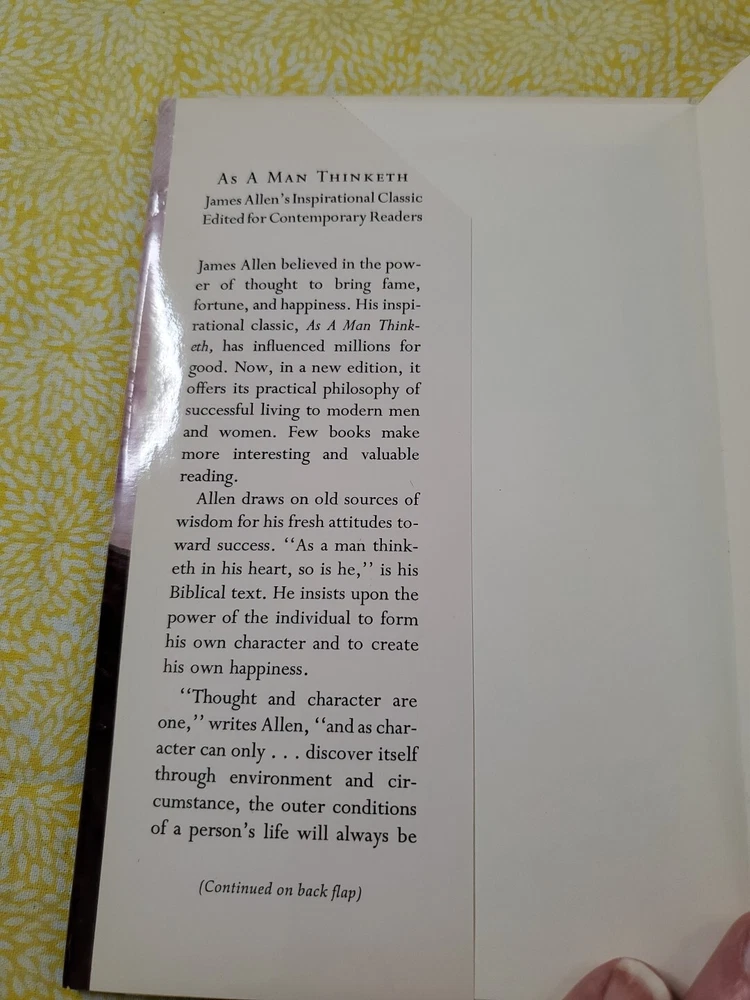 As A Man Thinketh
James Allen's Inspirational Classic
Edited for Contemporary Readers
James Allen believed in the pow-
er of thought to bring fame,
fortune, and happiness. His inspi-
rational classic, As A Man Think-
eth, has influenced millions for
good. Now, in a new edition, it
offers its practical philosophy of
successful living to modern men
and women. Few books make
more interesting and valuable
reading.
Allen draws on old sources of
wisdom for his fresh attitudes to-
ward success. "As a man think-
eth in his heart, so is he," is his
Biblical text. He insists upon the
power of the individual to form
his own character and to create
his own happiness.
"Thought and character are
one," writes Allen, "and as char-
acter can only . . . discover itself
through environment and cir-
cumstance, the outer conditions
of a person's life will always be
(Continued on back flap)